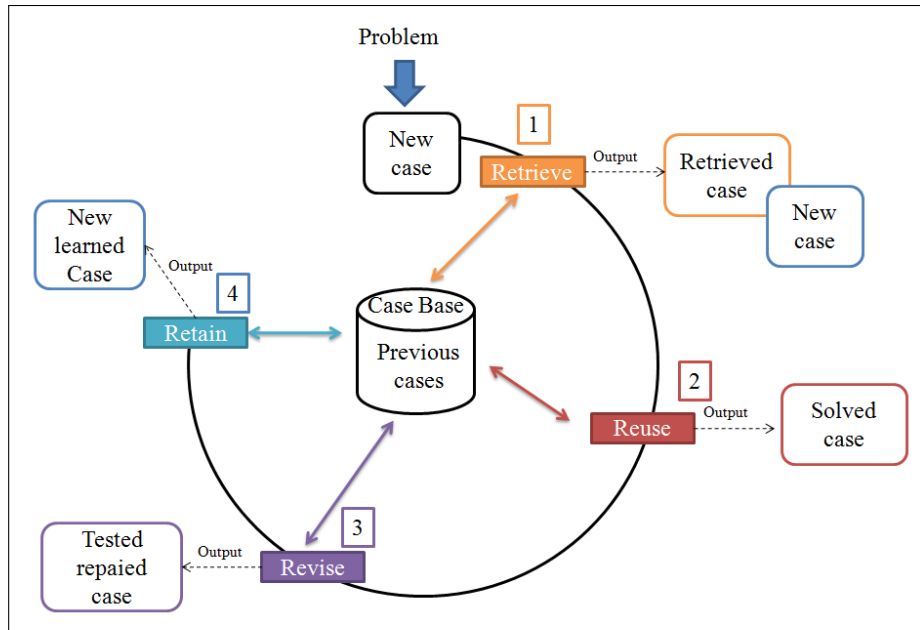 Problem
New
case
1
Retrieve
Output
Retrieved
case
New
case
New
learned
Case
Output
4
Retain
Case Base
Previous
cases
2
Reuse
Output
Solved
case
3
Revise
Output
Tested
repaied
case